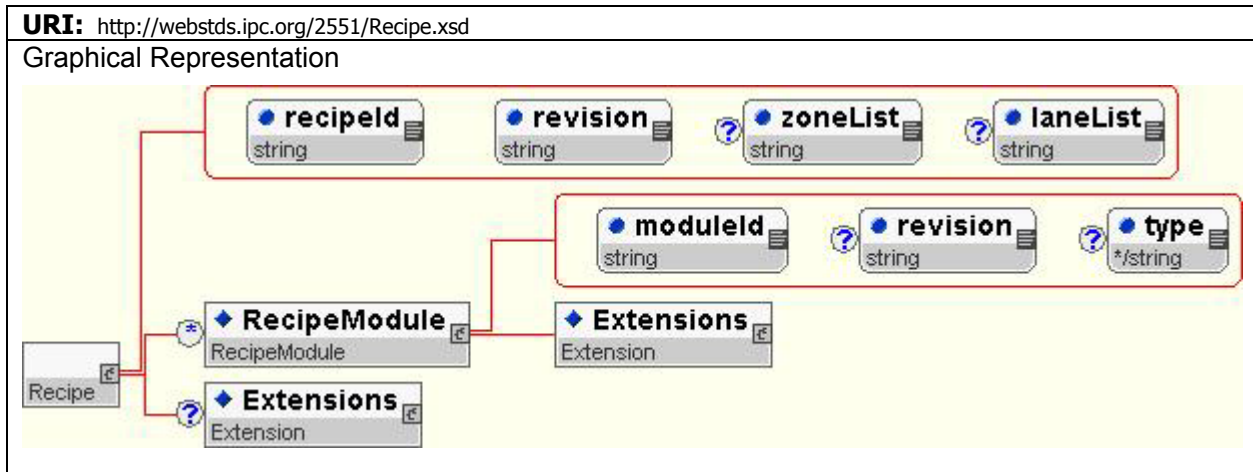 URI: http://webstds.ipc.org/2551/Recipe.xsd
Graphical Representation
recipeId
string
revision
string
? zoneList
string
? laneList
string
moduleId
string
? revision
string
? type
*/string
* RecipeModule
RecipeModule
Extensions
Extension
Recipe
? Extensions
Extension